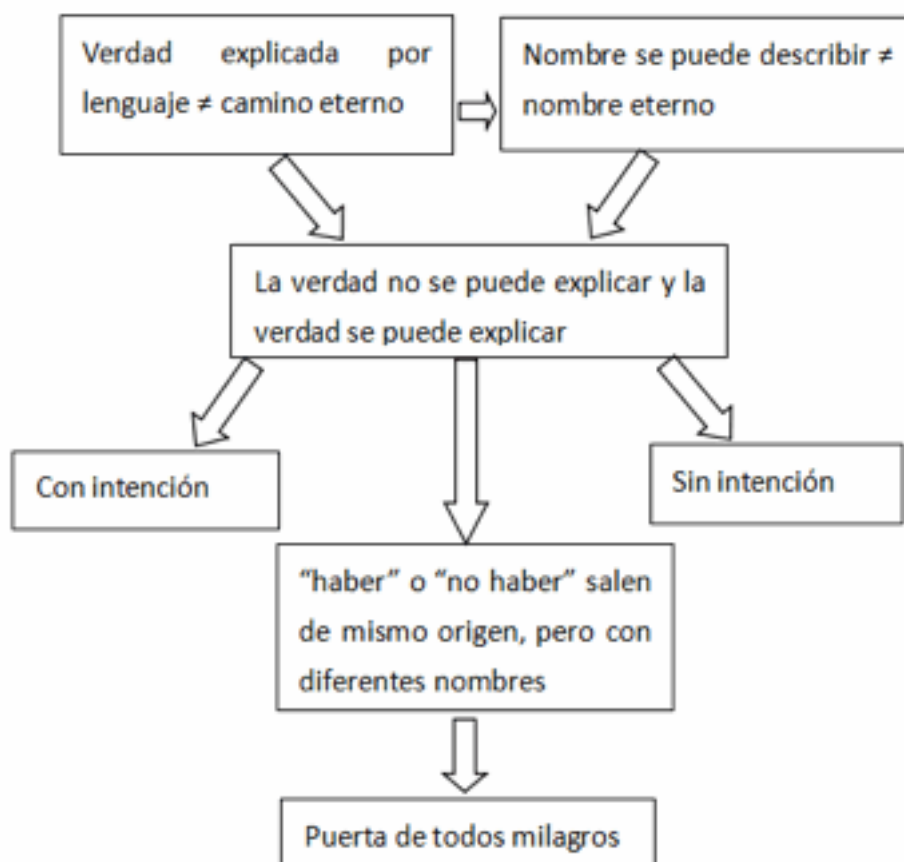 Verdad explicada por
lenguaje ≠ camino eterno
Nombre se puede describir ≠
nombre eterno
La verdad no se puede explicar y la
verdad se puede explicar
Con intención
Sin intención
“haber” o “no haber” salen
de mismo origen, pero con
diferentes nombres
Puerta de todos milagros